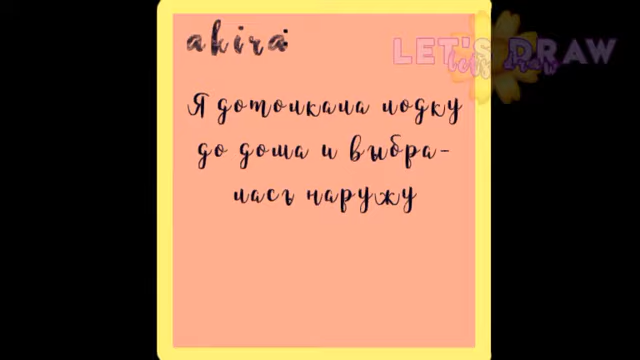 akira
LET'S DRAW
Я дотолкала лодку
до дома и выбра-
лась наружу